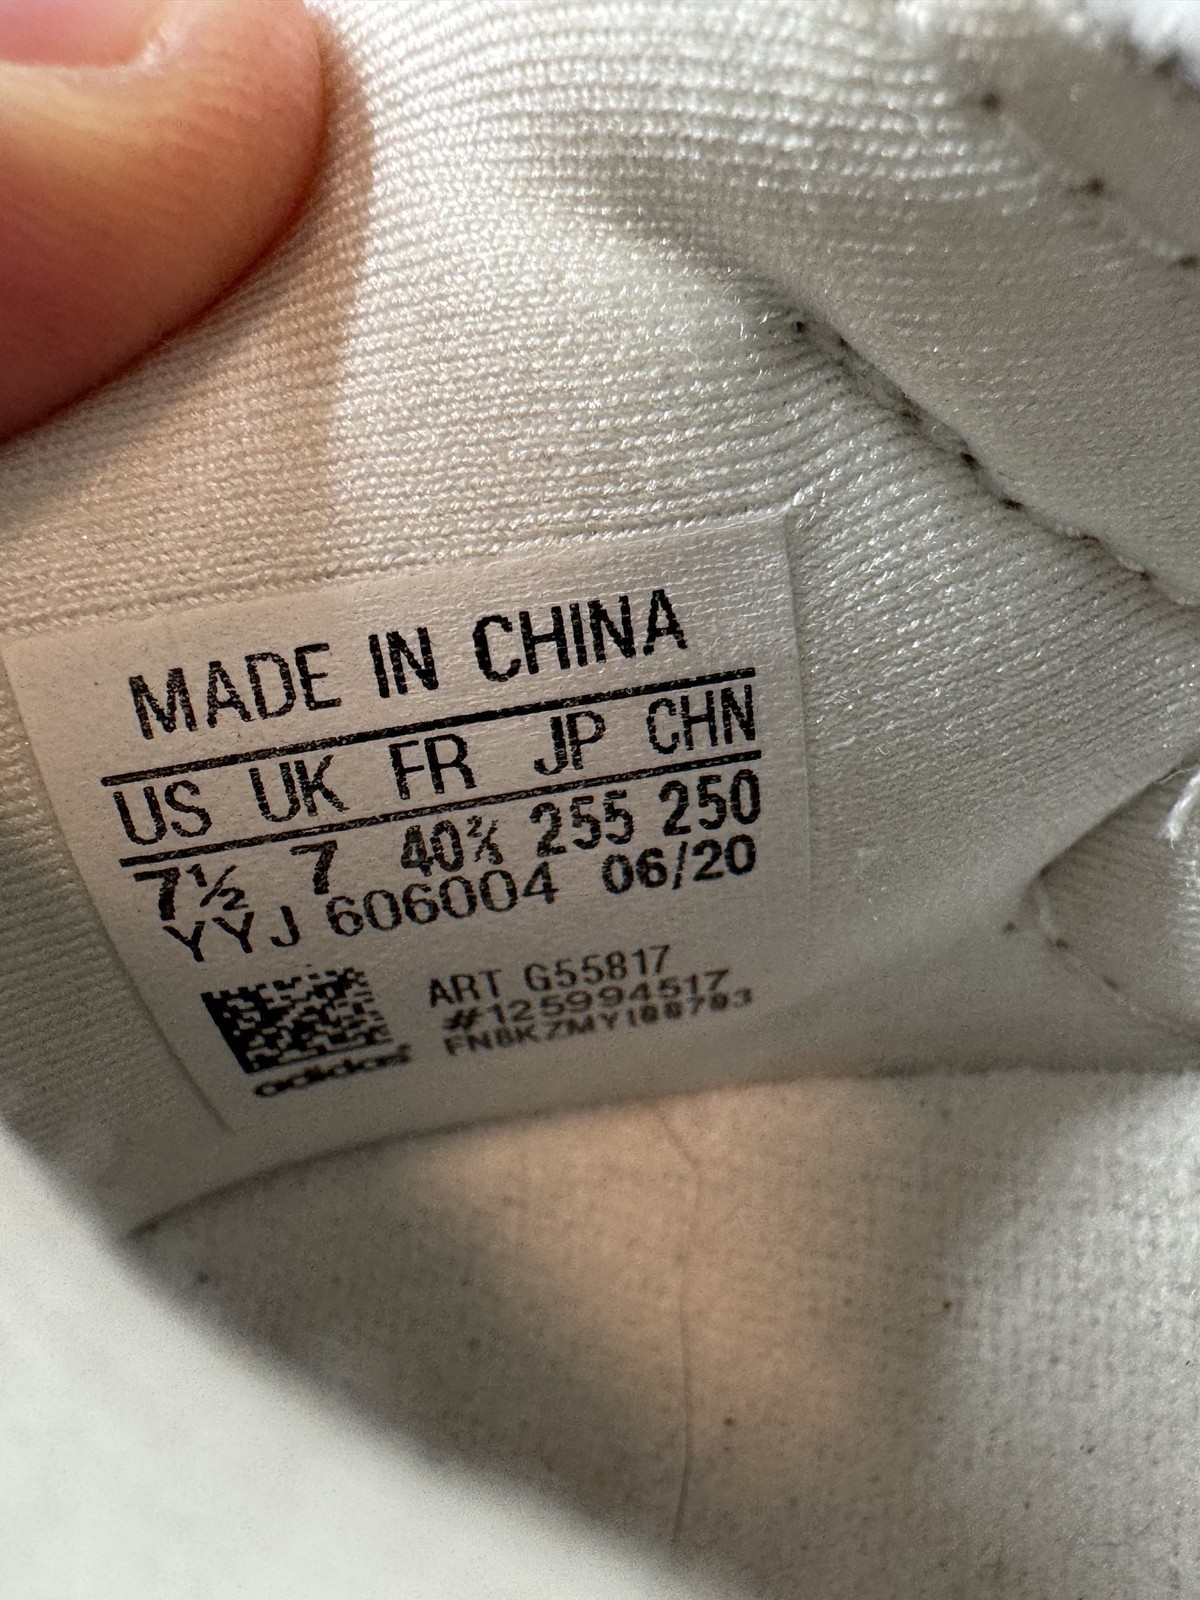 MADE IN CHINA
US UK FR JP CHN
7½ 7 40⅔ 255 250
YYJ 606004 06/20
ART G55817
#125994517
adidas